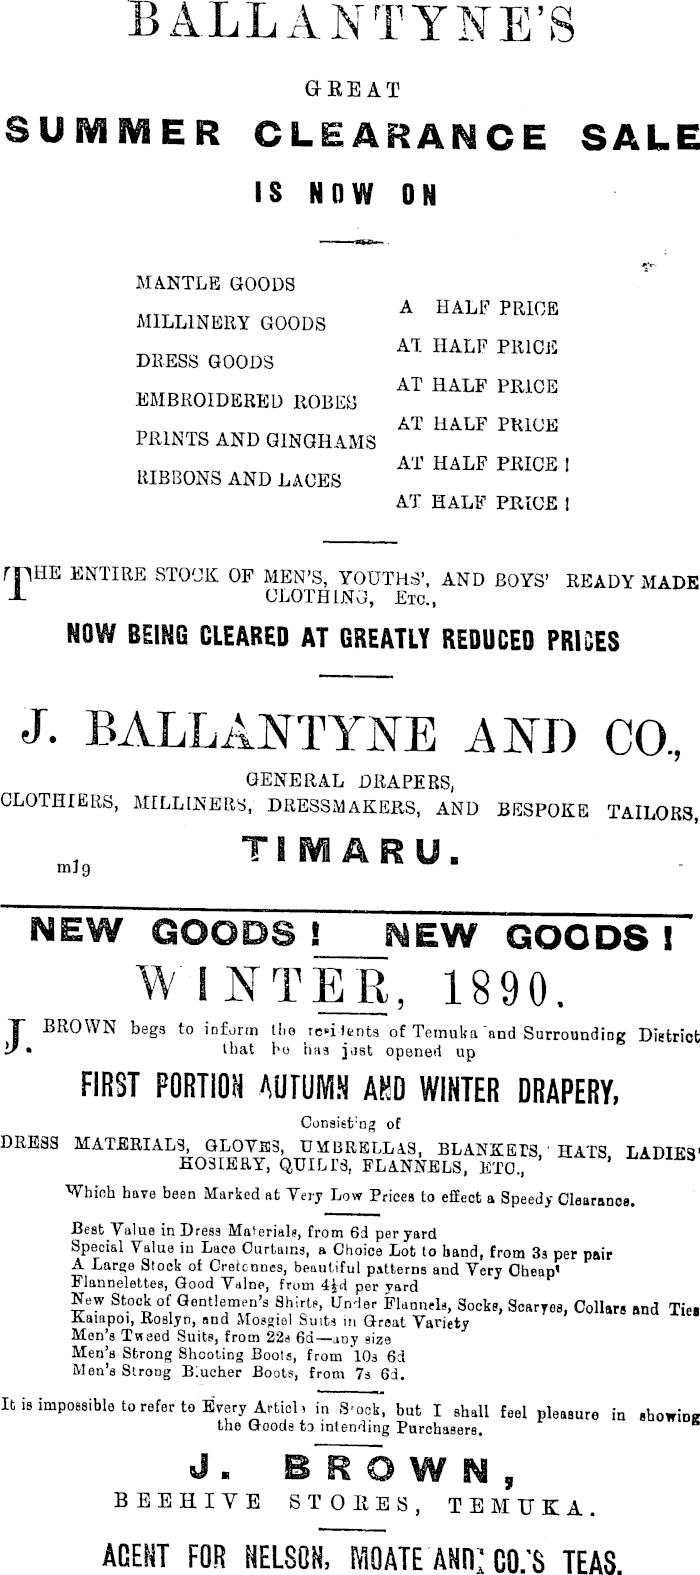 BALLANTYNE'S
GREAT
SUMMER CLEARANCE SALE
IS NOW ON
MANTLE GOODS
A HALF PRICE
MILLINERY GOODS
AT HALF PRICE
DRESS GOODS
AT HALF PRICE
EMBROIDERED ROBES
AT HALF PRICE
PRINTS AND GINGHAMS
AT HALF PRICE !
RIBBONS AND LACES
AT HALF PRICE !
THE ENTIRE STOCK OF MEN'S, YOUTHS', AND BOYS' READY MADE
CLOTHING, ETC.,
NOW BEING CLEARED AT GREATLY REDUCED PRICES
J. BALLANTYNE AND CO.,
GENERAL DRAPERS,
CLOTHIERS, MILLINERS, DRESSMAKERS, AND BESPOKE TAILORS,
TIMARU.
m19
NEW GOODS ! NEW GOODS !
WINTER, 1890.
J. BROWN begs to inform the residents of Temuka and Surrounding District
that he has just opened up
FIRST PORTION AUTUMN AND WINTER DRAPERY,
Consisting of
DRESS MATERIALS, GLOVES, UMBRELLAS, BLANKETS, HATS, LADIES'
HOSIERY, QUILTS, FLANNELS, ETC.,
Which have been Marked at Very Low Prices to effect a Speedy Clearance.
Best Value in Dress Materials, from 6d per yard
Special Value in Lace Curtains, a Choice Lot to hand, from 3s per pair
A Large Stock of Cretonnes, beautiful patterns and Very Cheap'
Flannelettes, Good Value, from 4½d per yard
New Stock of Gentlemen's Shirts, Under Flannels, Socks, Scarves, Collars and Ties
Kaiapoi, Roslyn, and Mosgiel Suits in Great Variety
Men's Tweed Suits, from 22s 6d—any size
Men's Strong Shooting Boots, from 10s 6d
Men's Strong Blucher Boots, from 7s 6d.
It is impossible to refer to Every Article in Stock, but I shall feel pleasure in showing
the Goods to intending Purchasers.
J. BROWN,
BEEHIVE STORES, TEMUKA.
AGENT FOR NELSON, MOATE AND CO.'S TEAS.